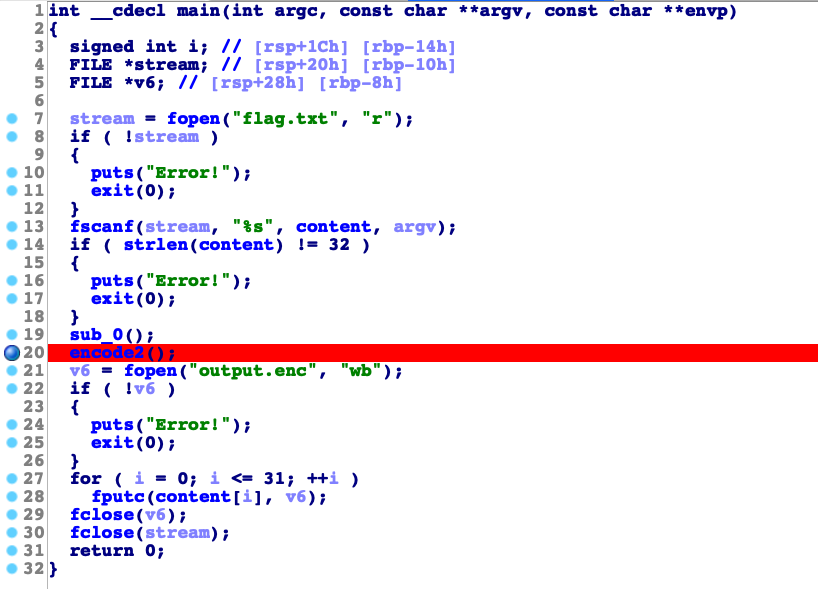 1 int __cdecl main(int argc, const char **argv, const char **envp)
2 {
3 signed int i; // [rsp+1Ch] [rbp-14h]
4 FILE *stream; // [rsp+20h] [rbp-10h]
5 FILE *v6; // [rsp+28h] [rbp-8h]
6
7 stream = fopen("flag.txt", "r");
8 if ( !stream )
9 {
10 puts("Error!");
11 exit(0);
12 }
13 fscanf(stream, "%s", content, argv);
14 if ( strlen(content) != 32 )
15 {
16 puts("Error!");
17 exit(0);
18 }
19 sub_0();
20 encode2();
21 v6 = fopen("output.enc", "wb");
22 if ( !v6 )
23 {
24 puts("Error!");
25 exit(0);
26 }
27 for ( i = 0; i <= 31; ++i )
28 fputc(content[i], v6);
29 fclose(v6);
30 fclose(stream);
31 return 0;
32 }